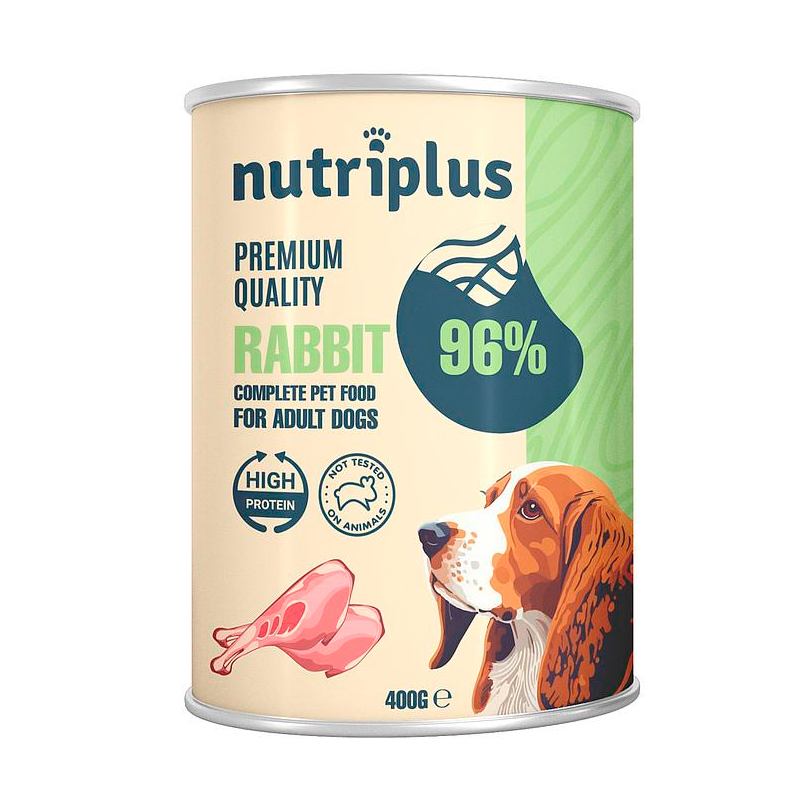 nutriplus
PREMIUM
QUALITY
RABBIT
COMPLETE PET FOOD
FOR ADULT DOGS
96%
HIGH
PROTEIN
NOT TESTED
ON ANIMALS
400G ℮